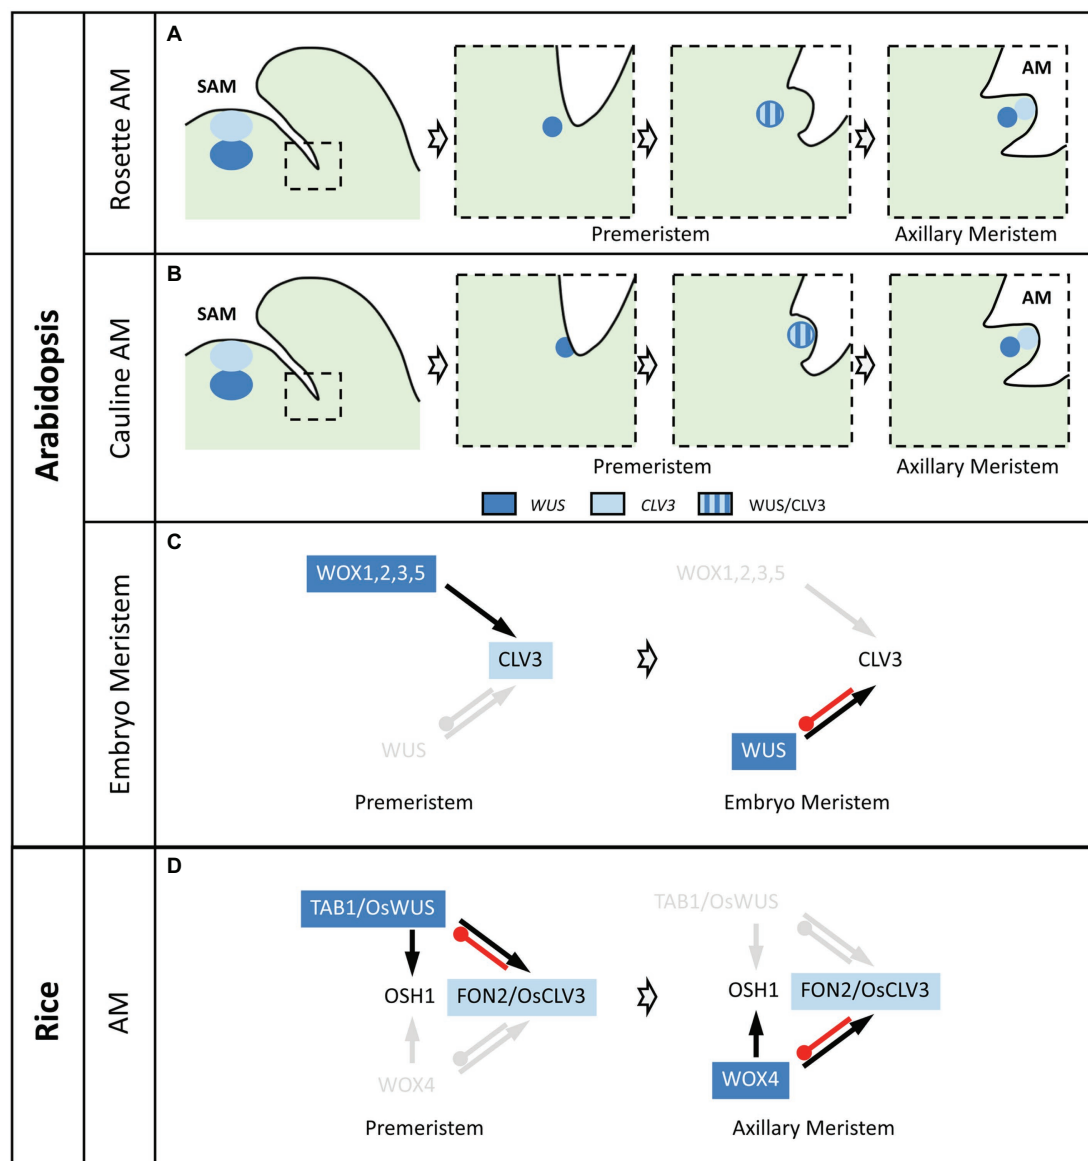 Arabidopsis
Rosette AM
A
SAM
AM
Premeristem
Axillary Meristem
Cauline AM
B
SAM
AM
Premeristem
Axillary Meristem
WUS
CLV3
WUS/CLV3
Embryo Meristem
C
WOX1,2,3,5
CLV3
WUS
Premeristem
WOX1,2,3,5
CLV3
WUS
Embryo Meristem
Rice
AM
D
TAB1/OsWUS
OSH1
FON2/OsCLV3
WOX4
Premeristem
TAB1/OsWUS
OSH1
FON2/OsCLV3
WOX4
Axillary Meristem